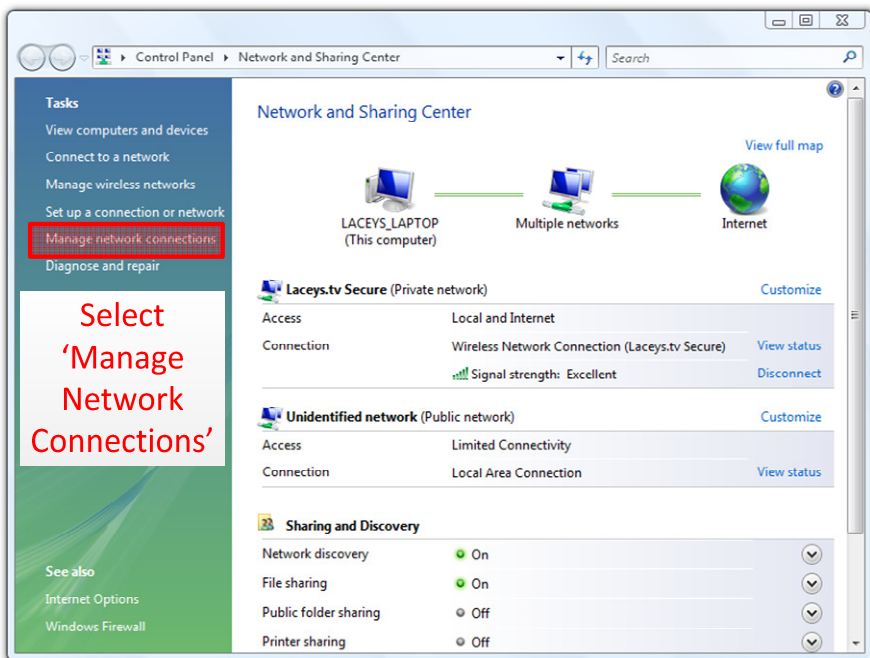 Control Panel Network and Sharing Center Search
Tasks
View computers and devices
Connect to a network
Manage wireless networks
Set up a connection or network
Manage network connections
Diagnose and repair
Select
‘Manage
Network
Connections’
See also
Internet Options
Windows Firewall
Network and Sharing Center
View full map
LACEYS_LAPTOP
(This computer)
Multiple networks
Internet
Laceys.tv Secure (Private network) Customize
Access Local and Internet
Connection Wireless Network Connection (Laceys.tv Secure) View status
Signal strength: Excellent Disconnect
Unidentified network (Public network) Customize
Access Limited Connectivity
Connection Local Area Connection View status
Sharing and Discovery
Network discovery On
File sharing On
Public folder sharing Off
Printer sharing Off